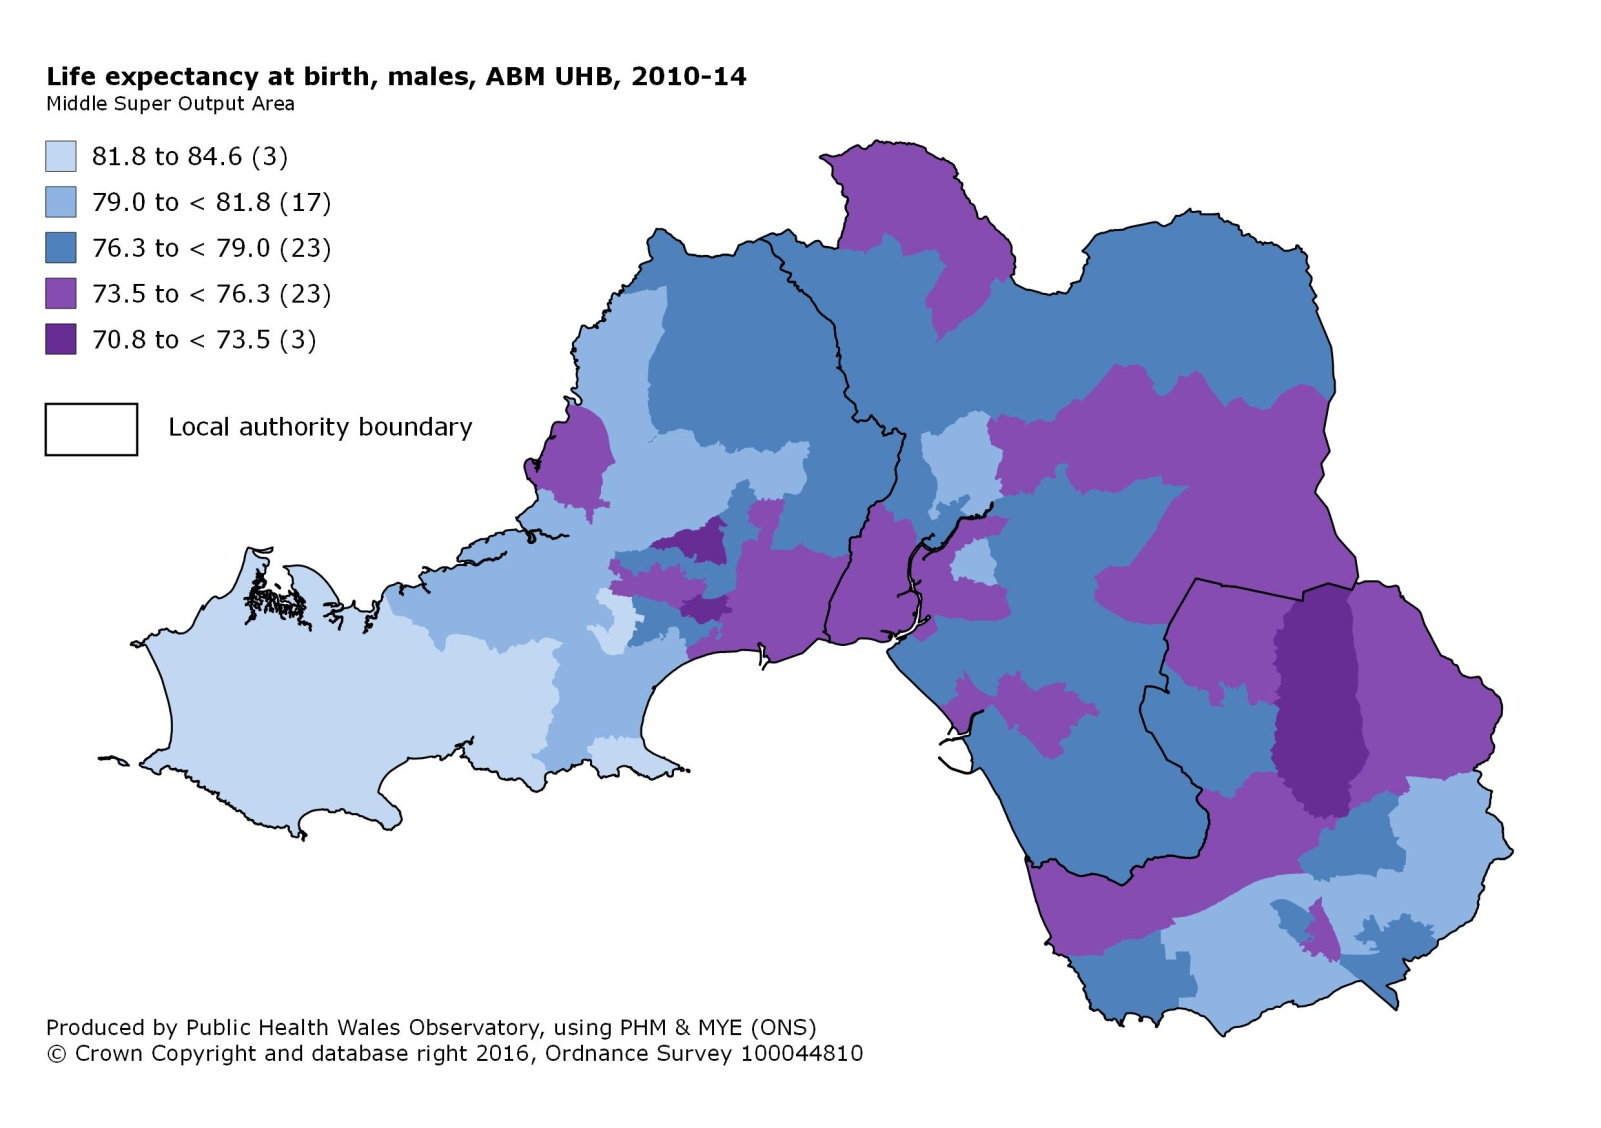 Life expectancy at birth, males, ABM UHB, 2010-14
Middle Super Output Area
81.8 to 84.6 (3)
79.0 to < 81.8 (17)
76.3 to < 79.0 (23)
73.5 to < 76.3 (23)
70.8 to < 73.5 (3)
Local authority boundary
Produced by Public Health Wales Observatory, using PHM & MYE (ONS)
© Crown Copyright and database right 2016, Ordnance Survey 100044810